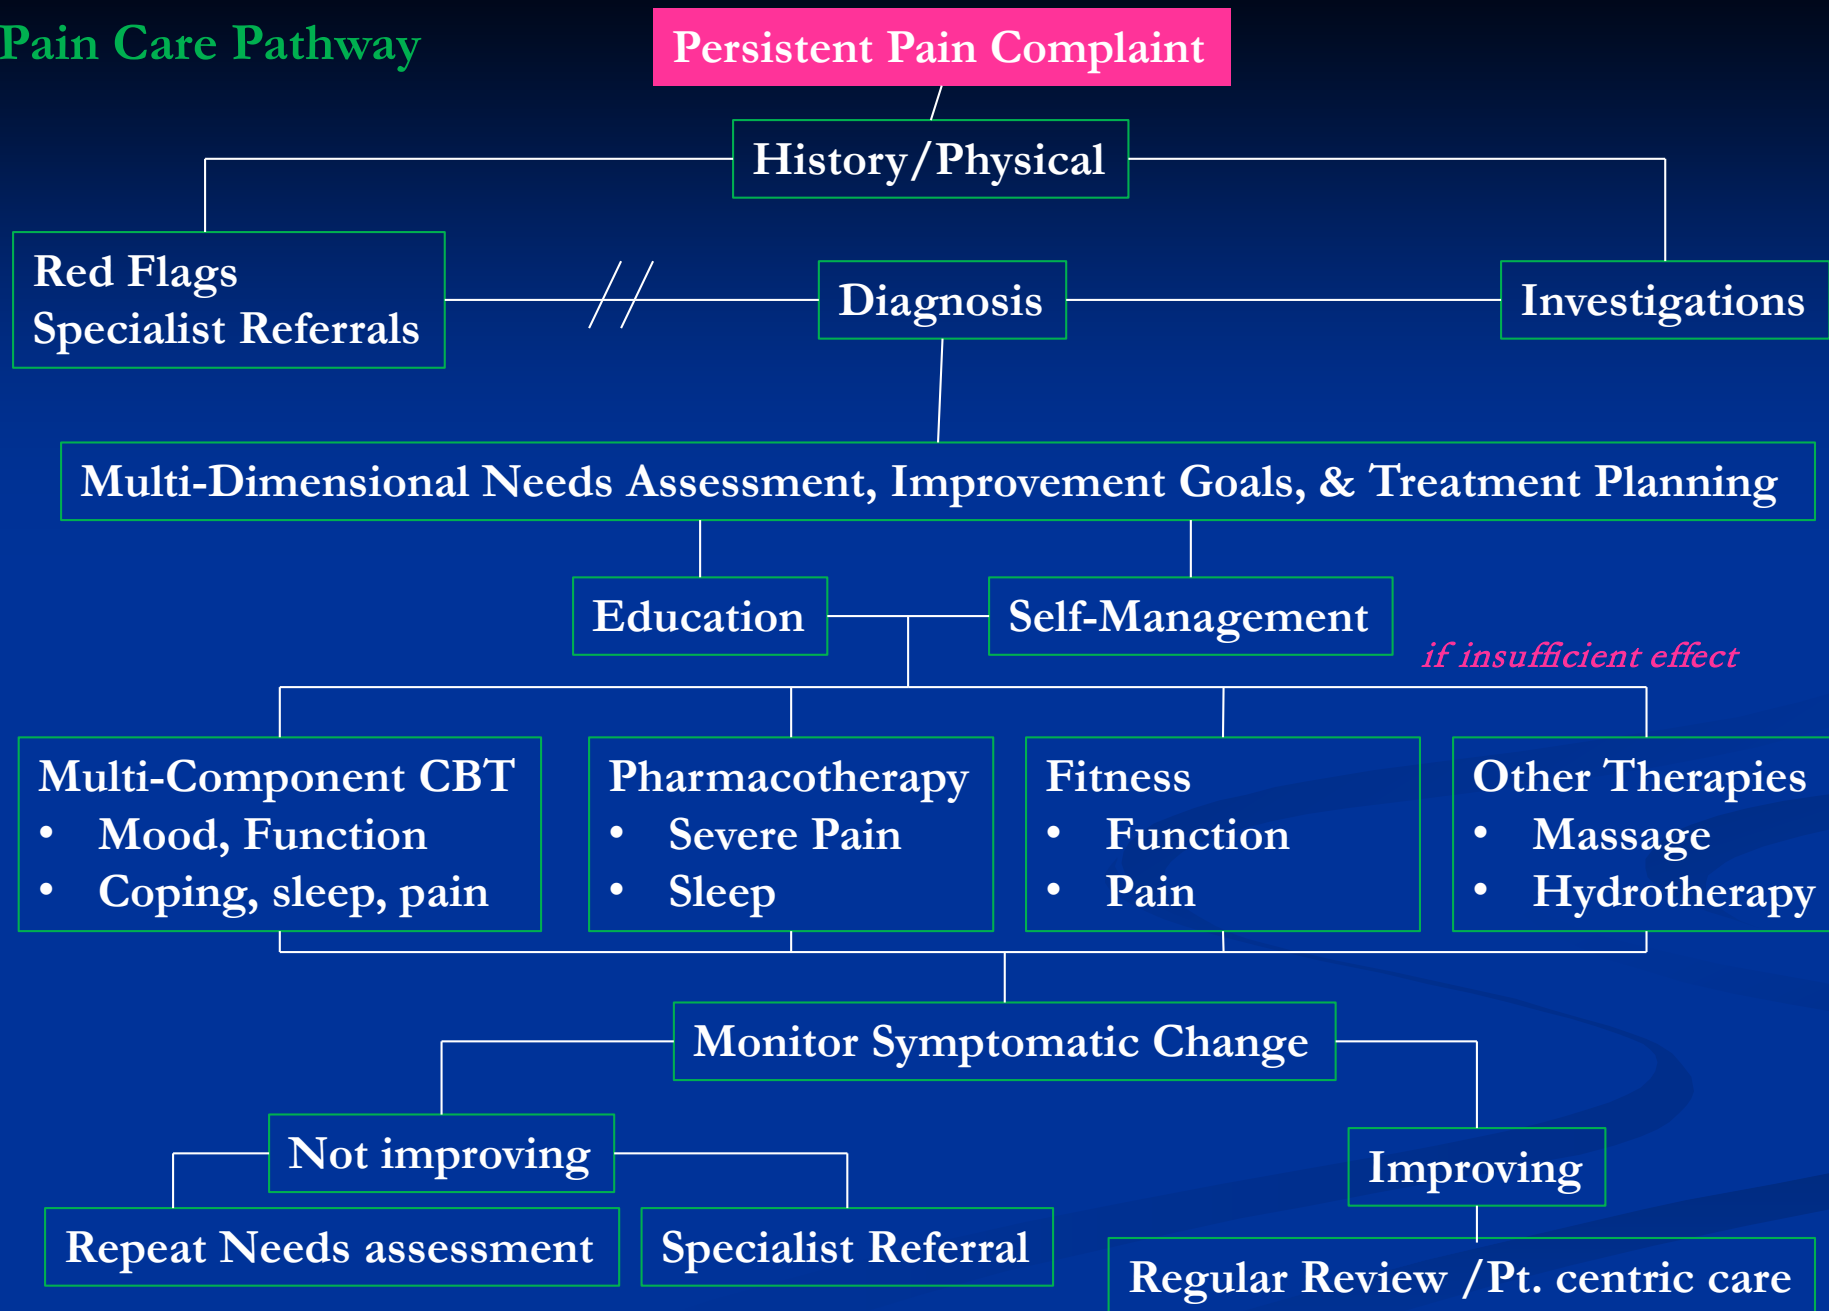 Pain Care Pathway
Persistent Pain Complaint
History/Physical
Red Flags
Specialist Referrals
Diagnosis
Investigations
Multi-Dimensional Needs Assessment, Improvement Goals, & Treatment Planning
Education
Self-Management
if insufficient effect
Multi-Component CBT
• Mood, Function
• Coping, sleep, pain
Pharmacotherapy
• Severe Pain
• Sleep
Fitness
• Function
• Pain
Other Therapies
• Massage
• Hydrotherapy
Monitor Symptomatic Change
Not improving
Improving
Repeat Needs assessment
Specialist Referral
Regular Review /Pt. centric care